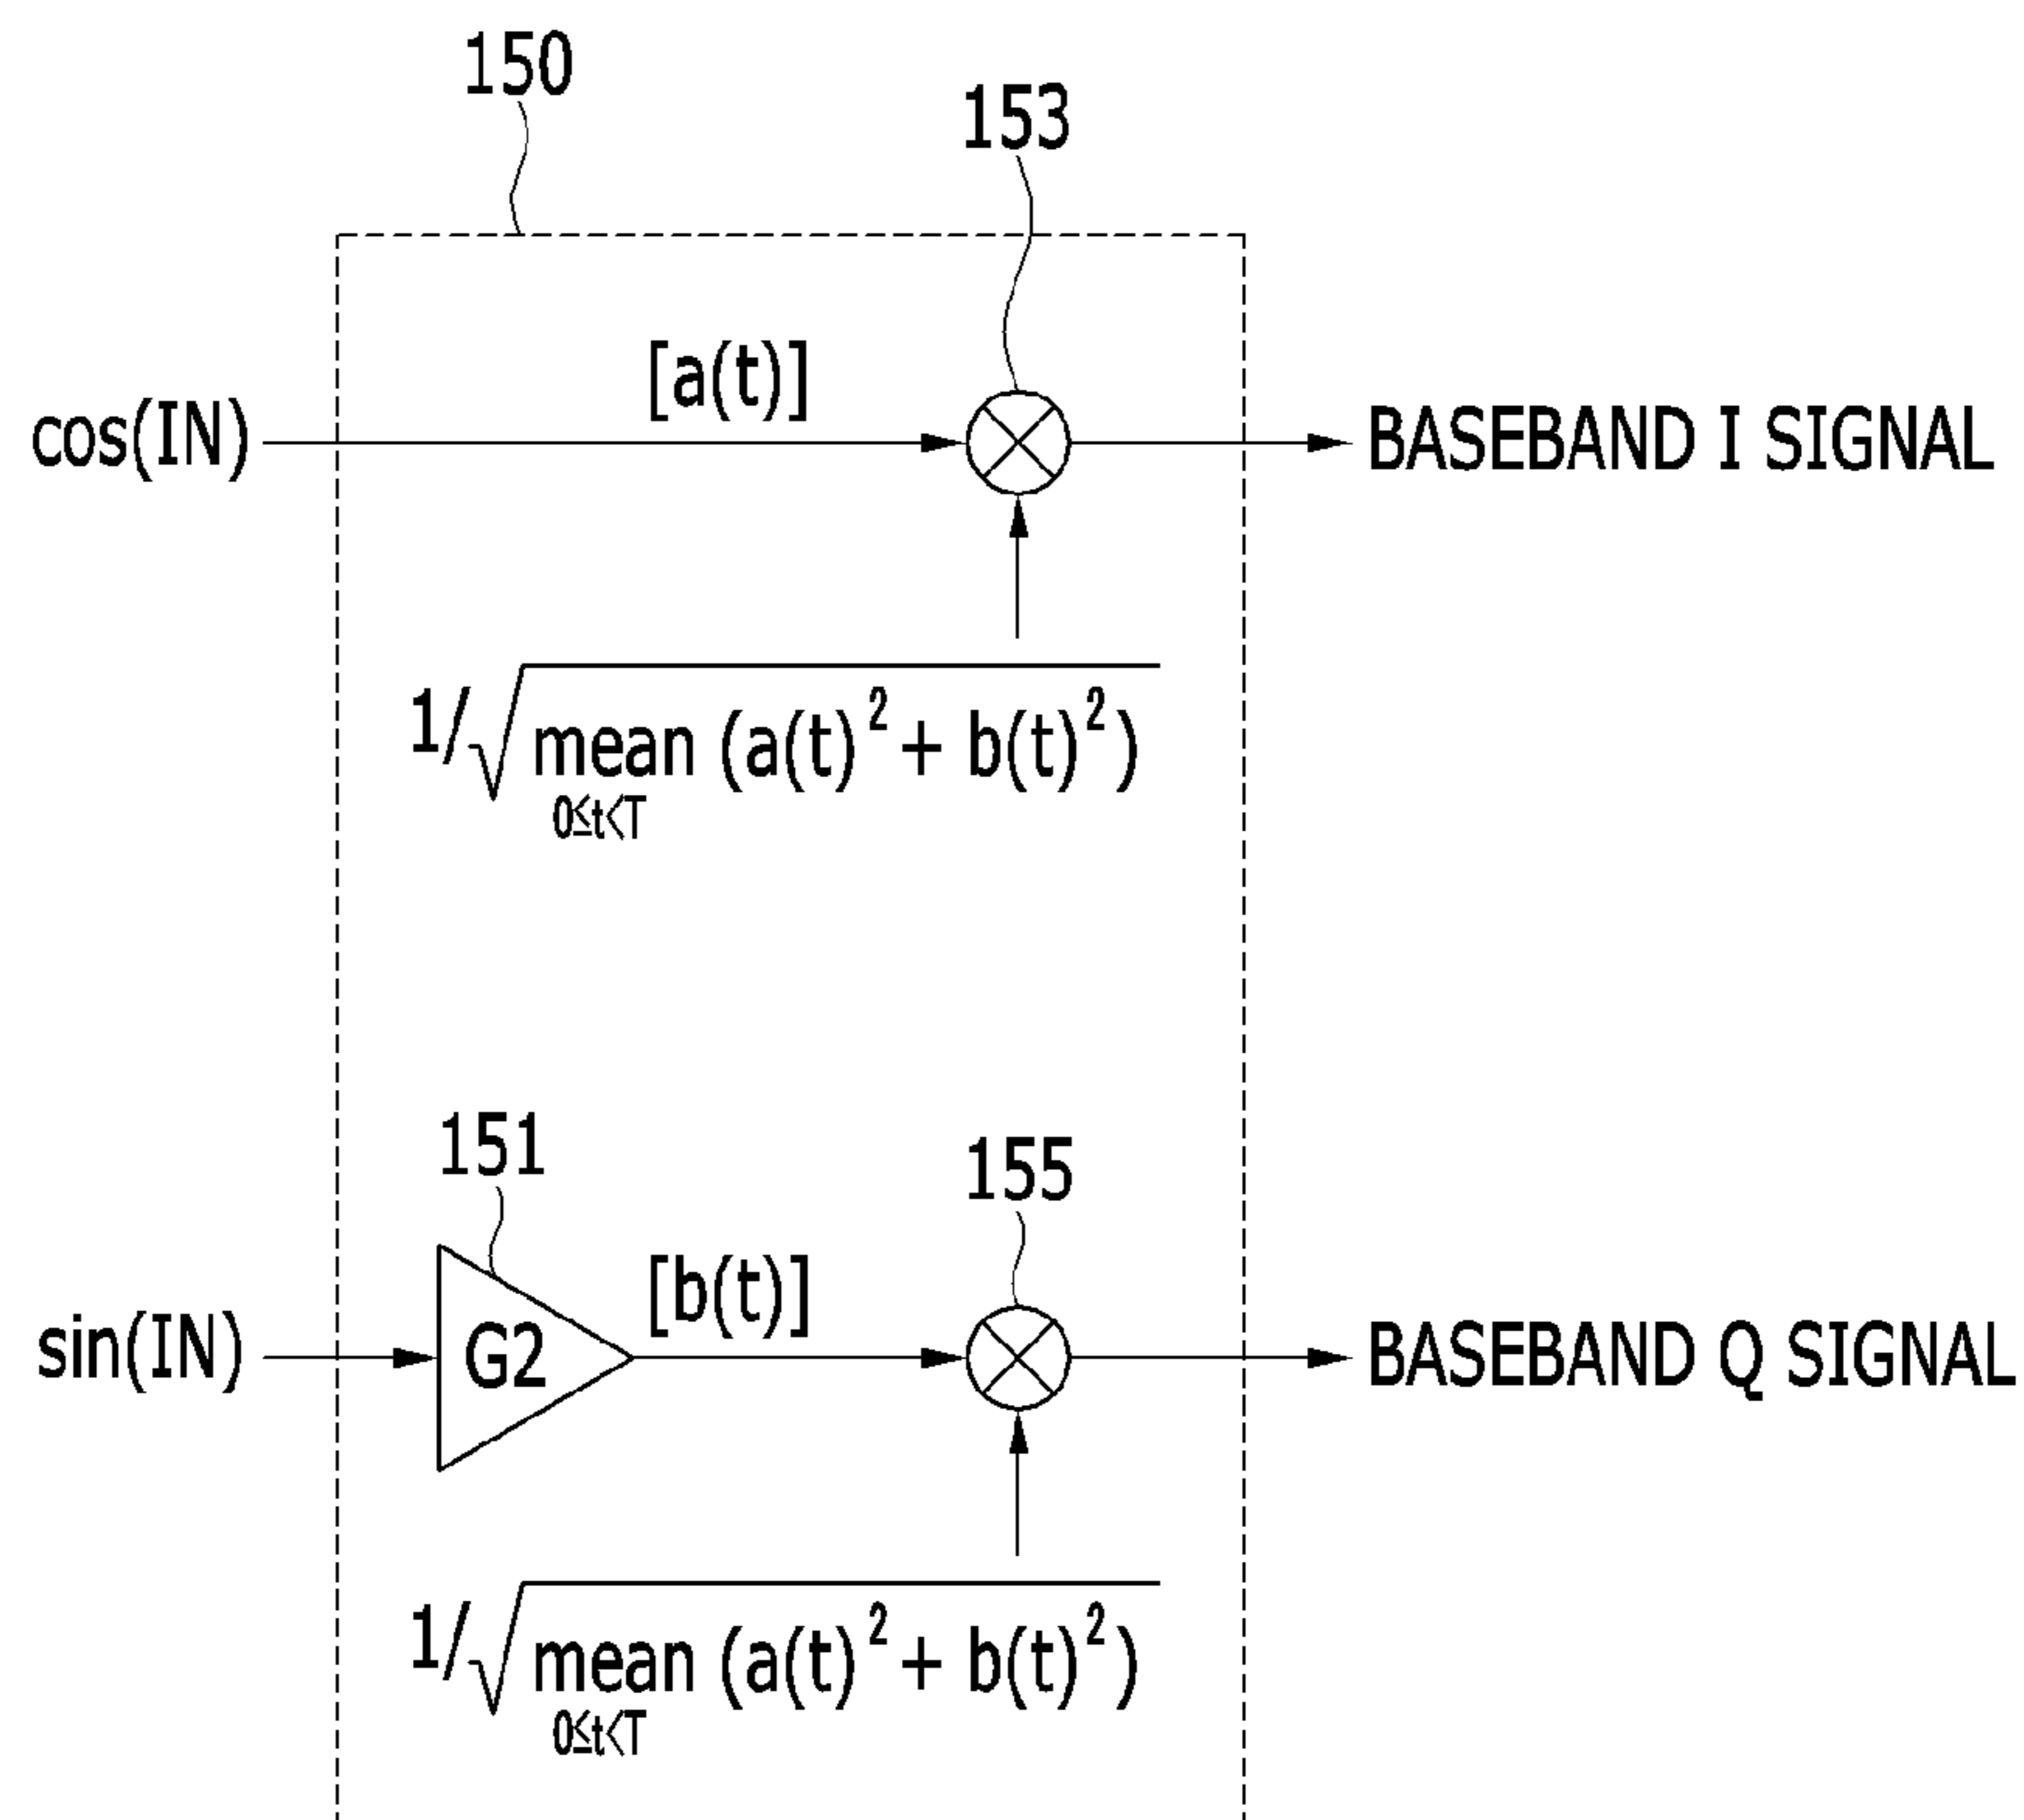 150
153
[a(t)]
cos(IN)
BASEBAND I SIGNAL
1/√mean (a(t)² + b(t)²)
0≤t<T
151
155
[b(t)]
sin(IN)
G2
BASEBAND Q SIGNAL
1/√mean (a(t)² + b(t)²)
0≤t<T